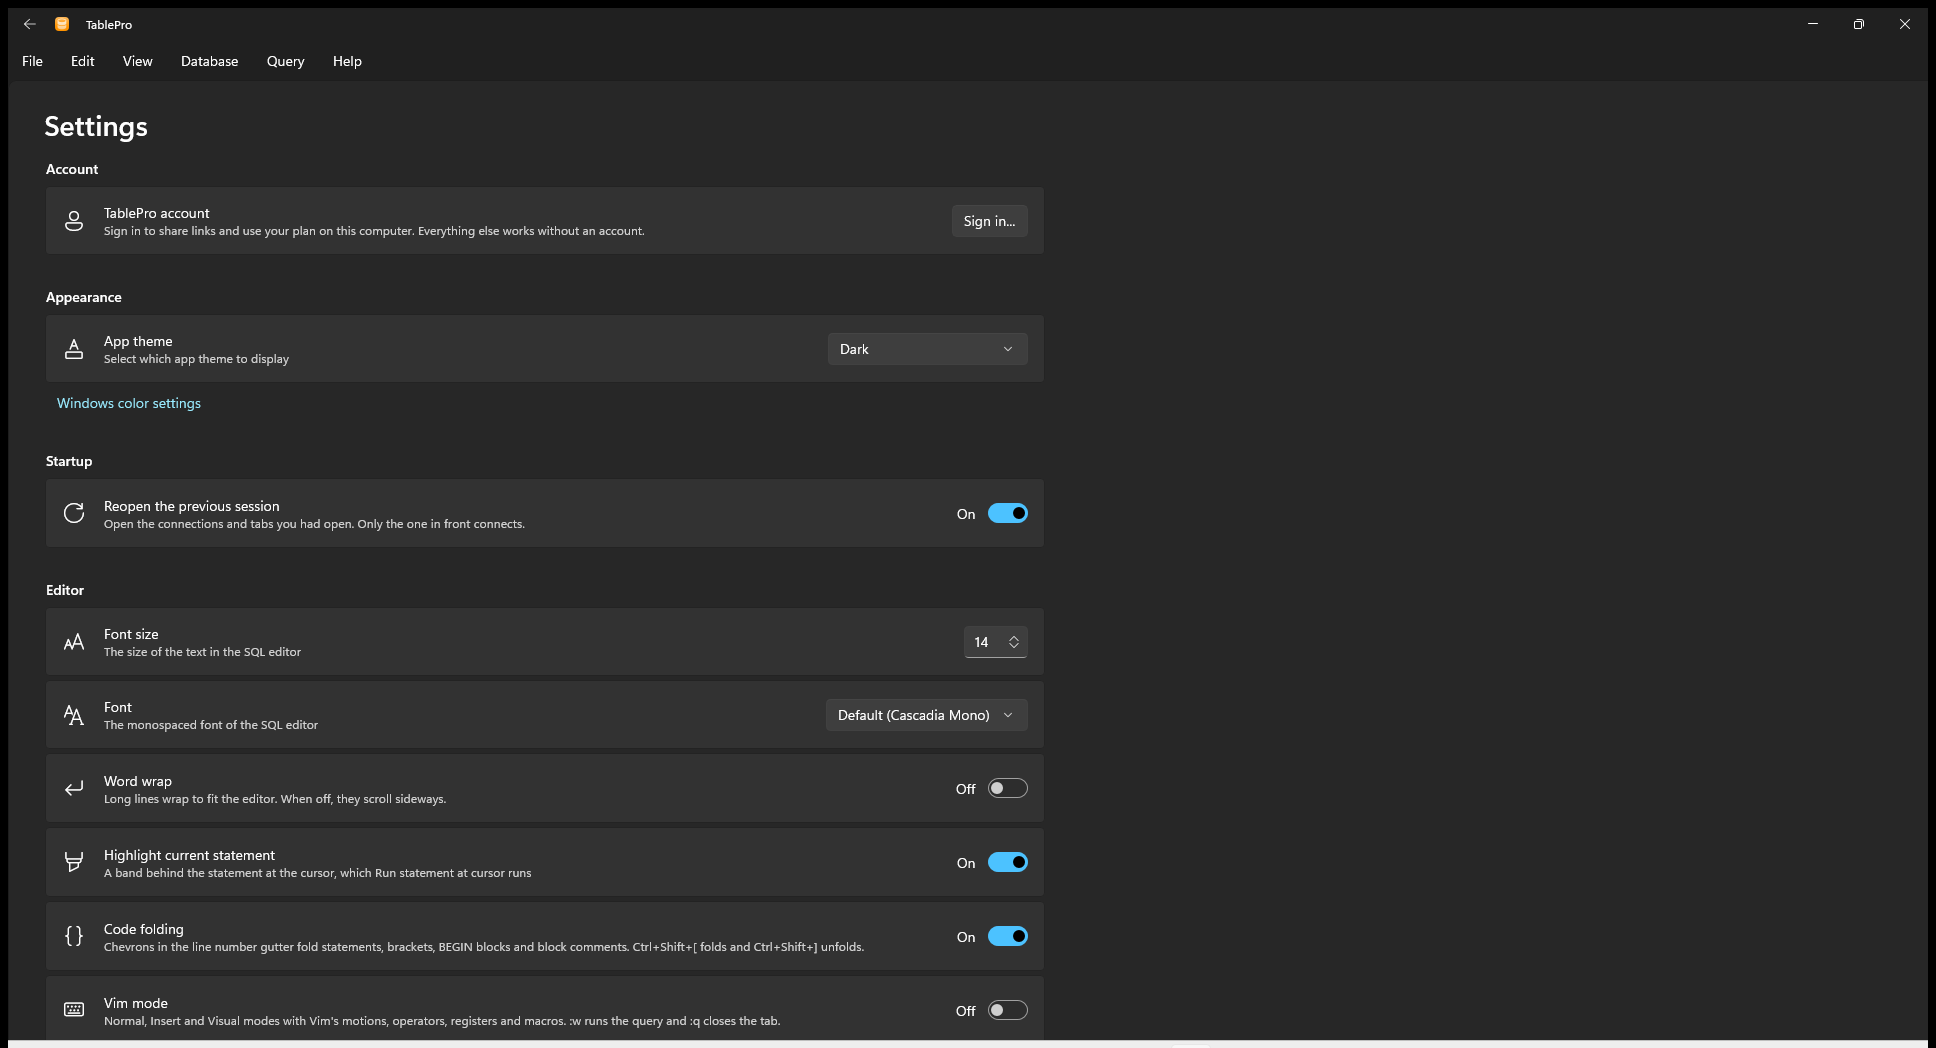 TablePro
File Edit View Database Query Help
Settings
Account
TablePro account
Sign in to share links and use your plan on this computer. Everything else works without an account.
Sign in...
Appearance
App theme
Select which app theme to display
Dark
Windows color settings
Startup
Reopen the previous session
Open the connections and tabs you had open. Only the one in front connects.
On
Editor
Font size
The size of the text in the SQL editor
14
Font
The monospaced font of the SQL editor
Default (Cascadia Mono)
Word wrap
Long lines wrap to fit the editor. When off, they scroll sideways.
Off
Highlight current statement
A band behind the statement at the cursor, which Run statement at cursor runs
On
Code folding
Chevrons in the line number gutter fold statements, brackets, BEGIN blocks and block comments. Ctrl+Shift+[ folds and Ctrl+Shift+] unfolds.
On
Vim mode
Normal, Insert and Visual modes with Vim's motions, operators, registers and macros. :w runs the query and :q closes the tab.
Off